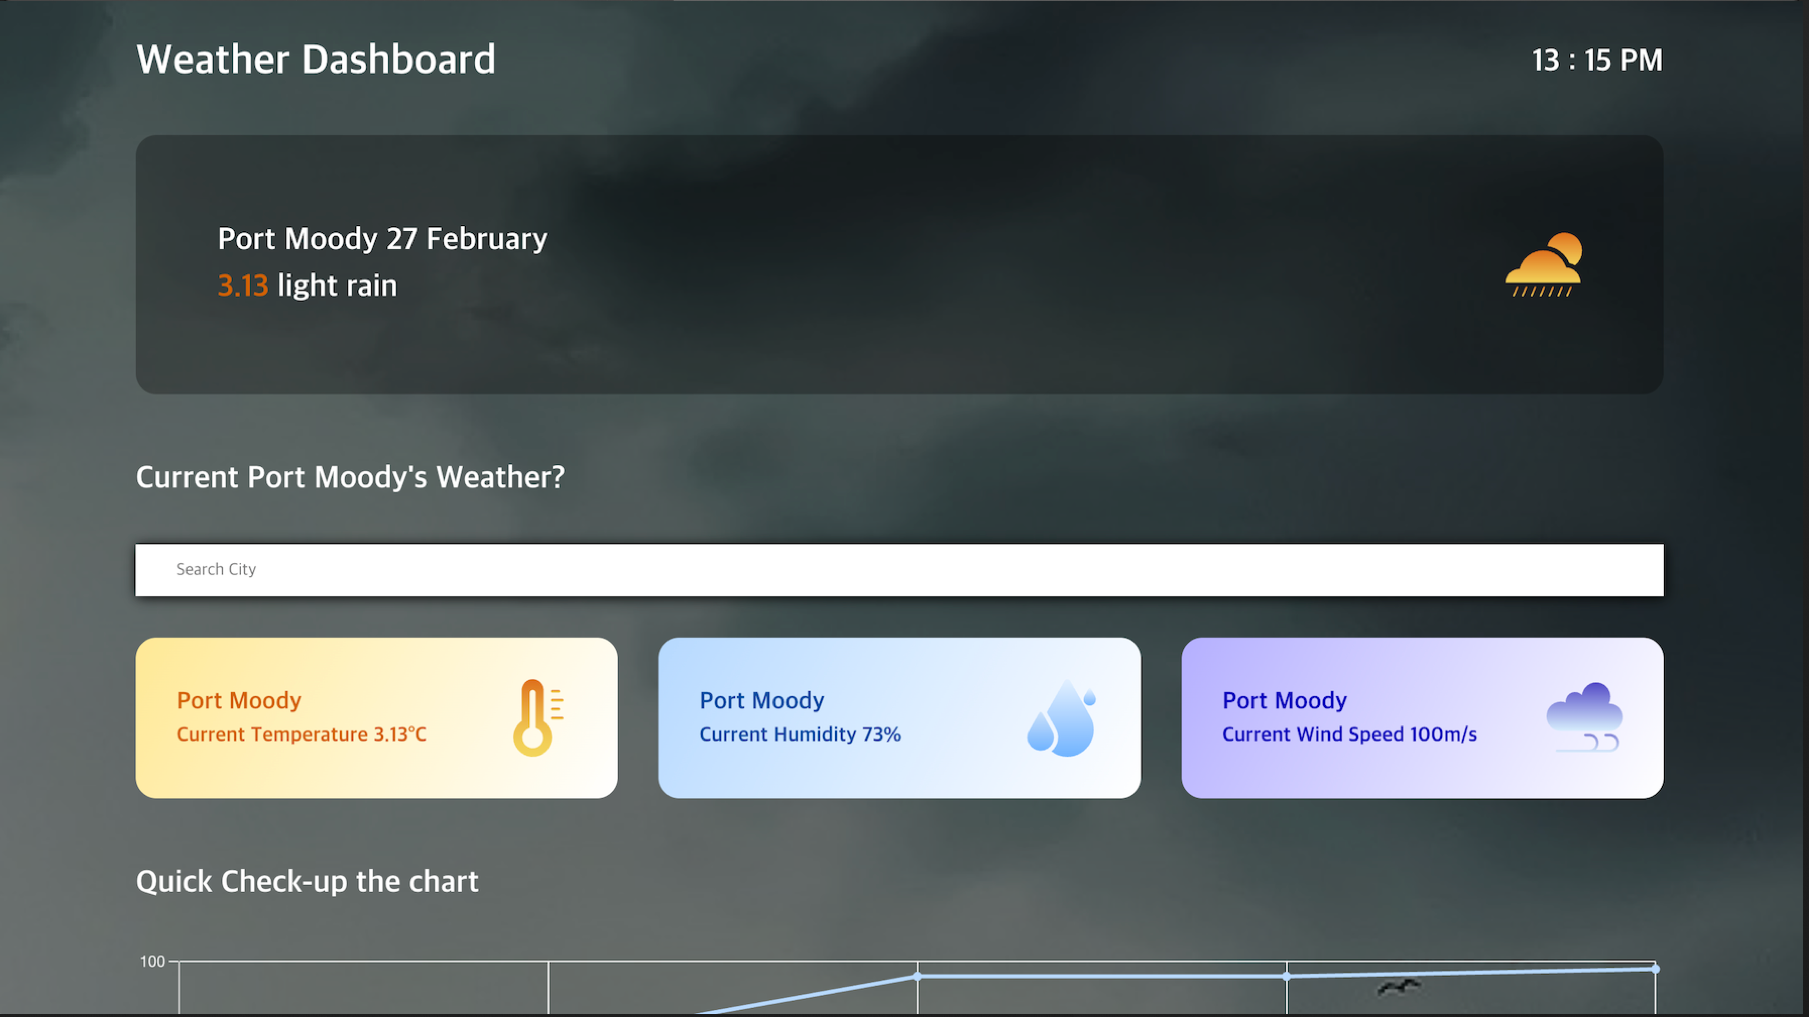 Weather Dashboard
13 : 15 PM
Port Moody 27 February
3.13 light rain
Current Port Moody's Weather?
Search City
Port Moody
Current Temperature 3.13°C
Port Moody
Current Humidity 73%
Port Moody
Current Wind Speed 100m/s
Quick Check-up the chart
100